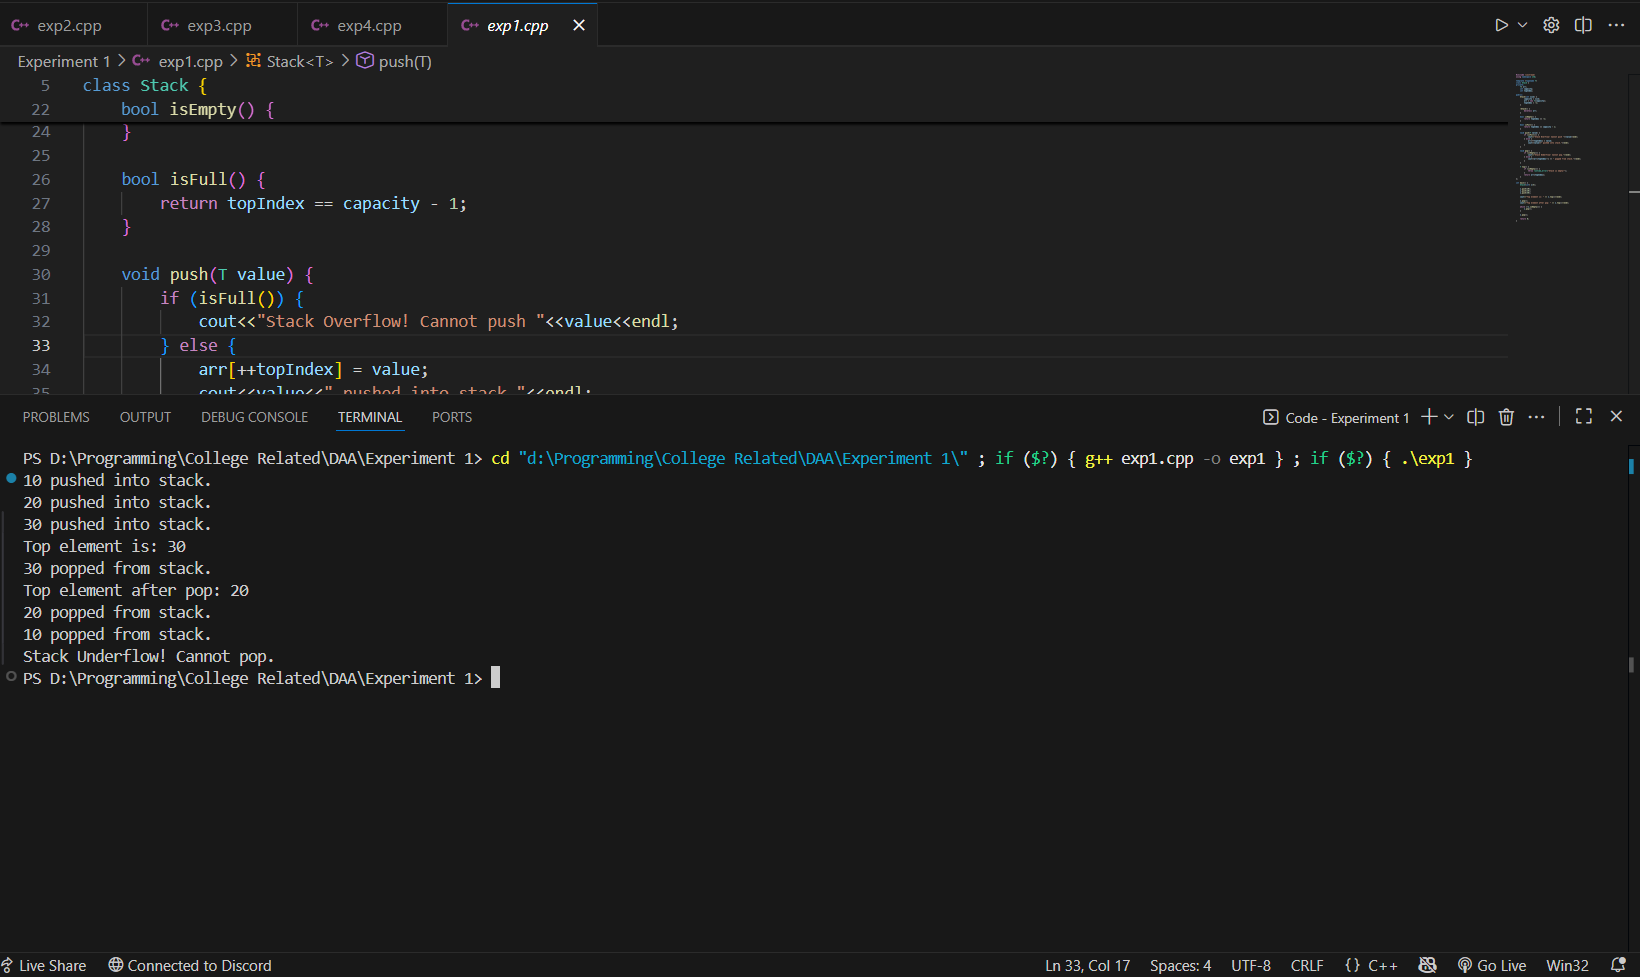 exp2.cpp exp3.cpp exp4.cpp exp1.cpp
Experiment 1 > exp1.cpp > Stack<T> > push(T)
5 class Stack {
22 bool isEmpty() {
24 }
25
26 bool isFull() {
27 return topIndex == capacity - 1;
28 }
29
30 void push(T value) {
31 if (isFull()) {
32 cout<<"Stack Overflow! Cannot push "<<value<<endl;
33 } else {
34 arr[++topIndex] = value;
35 cout<<value<<" pushed into stack."<<endl;
PROBLEMS OUTPUT DEBUG CONSOLE TERMINAL PORTS Code - Experiment 1
PS D:\Programming\College Related\DAA\Experiment 1> cd "d:\Programming\College Related\DAA\Experiment 1\" ; if ($?) { g++ exp1.cpp -o exp1 } ; if ($?) { .\exp1 }
10 pushed into stack.
20 pushed into stack.
30 pushed into stack.
Top element is: 30
30 popped from stack.
Top element after pop: 20
20 popped from stack.
10 popped from stack.
Stack Underflow! Cannot pop.
PS D:\Programming\College Related\DAA\Experiment 1>
Live Share Connected to Discord Ln 33, Col 17 Spaces: 4 UTF-8 CRLF {} C++ Go Live Win32